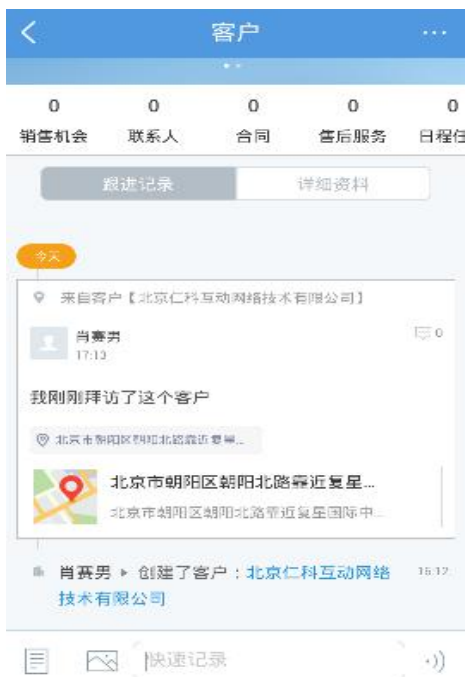 客户
0 0 0 0 0
销售机会 联系人 合同 售后服务 日程任
跟进记录 详细资料
今天
来自客户【北京仁科互动网络技术有限公司】
肖赛男 0
17:13
我刚刚拜访了这个客户
北京市朝阳区朝阳北路靠近复星...
北京市朝阳区朝阳北路靠近复星...
北京市朝阳区朝阳北路靠近复星国际中...
肖赛男 ▸ 创建了客户：北京仁科互动网络 16:12
技术有限公司
快速记录